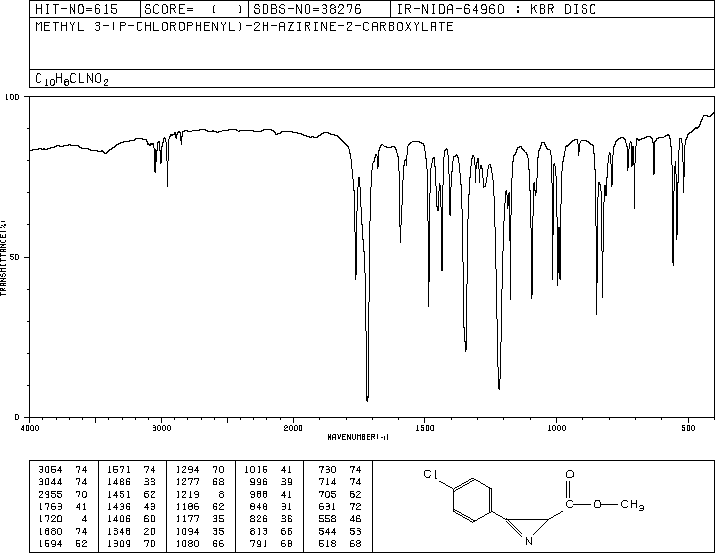 HIT-NO=615 SCORE= ( ) SDBS-NO=38276 IR-NIDA-64960 : KBR DISC
METHYL 3-(P-CHLOROPHENYL)-2H-AZIRINE-2-CARBOXYLATE
C10H8CLNO2
100
TRANSMITTANCE(%)
50
0
4000 3000 2000 1500 1000 500
WAVENUMBER(-1)
3064 74 1571 74 1294 70 1016 41 730 74
3044 74 1486 33 1277 68 996 39 714 74
2955 70 1451 62 1219 8 988 41 705 62
1763 41 1436 43 1186 62 848 31 631 72
1720 4 1406 60 1177 35 826 36 558 46
1680 74 1348 20 1094 35 813 66 544 53
1594 52 1309 70 1080 66 791 68 518 68
Cl
O
O CH3
N